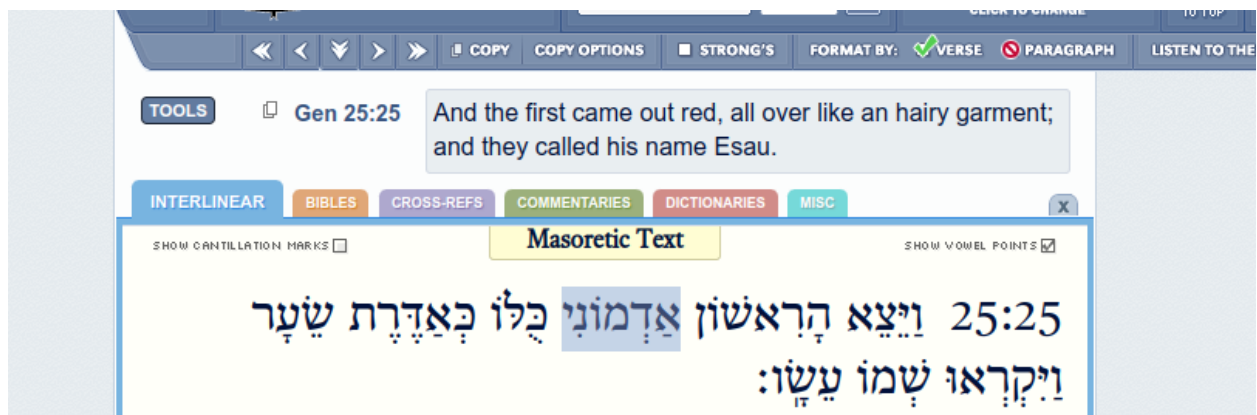 CLICK TO CHANGE
TO TOP
COPY COPY OPTIONS STRONG'S FORMAT BY: VERSE PARAGRAPH LISTEN TO THE
TOOLS Gen 25:25 And the first came out red, all over like an hairy garment;
and they called his name Esau.
INTERLINEAR BIBLES CROSS-REFS COMMENTARIES DICTIONARIES MISC X
SHOW CANTILLATION MARKS Masoretic Text SHOW VOWEL POINTS
25:25 וַיֵּצֵא הָרִאשׁוֹן אַדְמוֹנִי כֻּלּוֹ כְּאַדֶּרֶת שֵׂעָר
וַיִּקְרְאוּ שְׁמוֹ עֵשָֽׂו׃